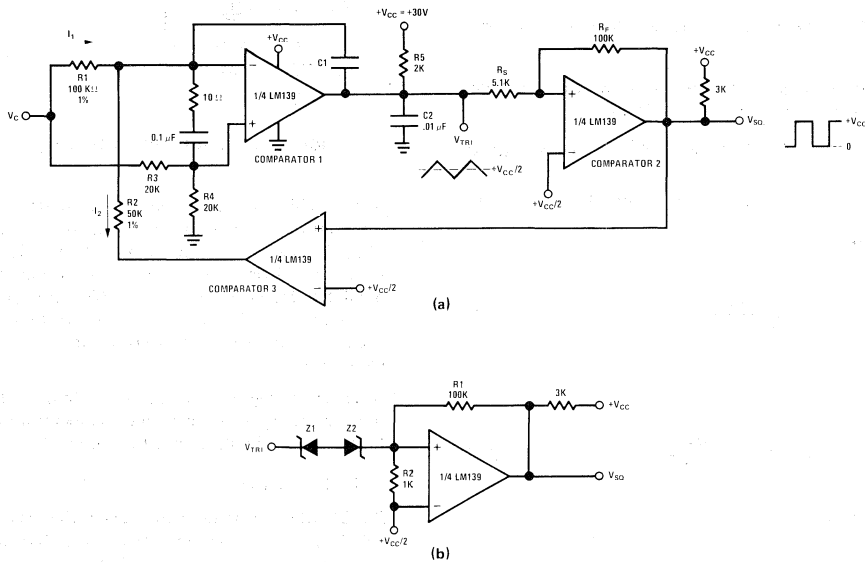 I1
R1
100 KΩ
1%
VC
10 Ω
0.1 µF
R3
20K
R4
20K
I2
R2
50K
1%
+VCC
−
+
1/4 LM139
COMPARATOR 1
C1
+VCC = +30V
R5
2K
C2
.01 µF
VTRI
+VCC/2
RS
5.1K
RF
100K
+
−
1/4 LM139
COMPARATOR 2
+VCC/2
+VCC
3K
VSQ
+VCC
0
+
−
1/4 LM139
COMPARATOR 3
+VCC/2
(a)
VTRI
Z1
Z2
R1
100K
3K
+VCC
R2
1K
+
−
1/4 LM139
VSQ
+VCC/2
(b)